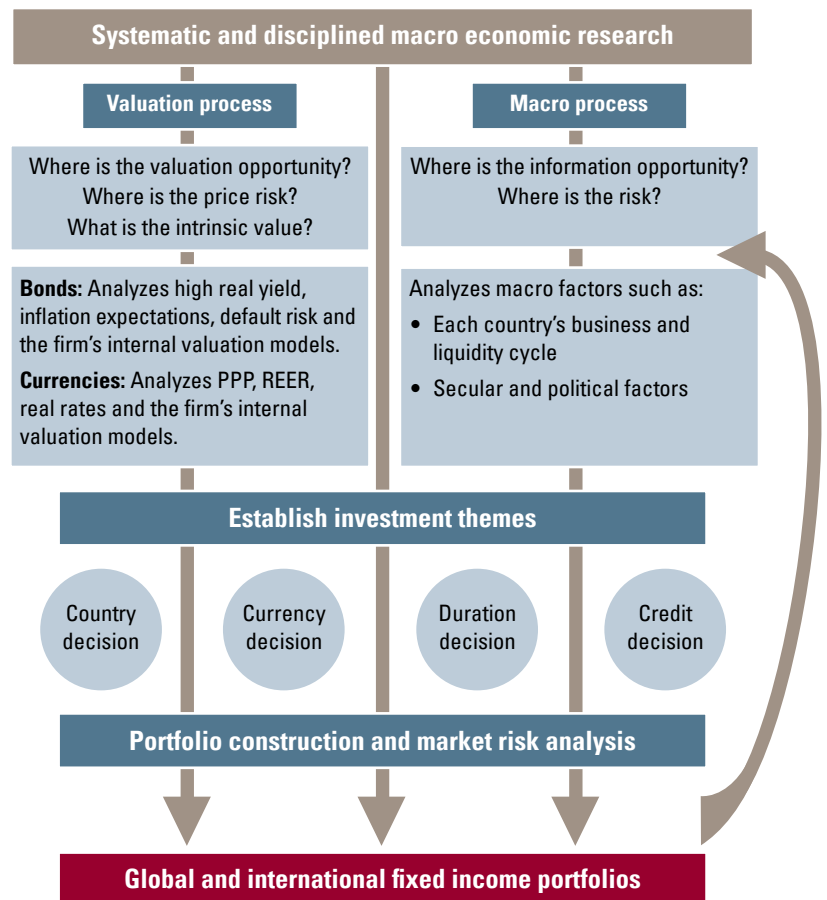 Systematic and disciplined macro economic research
Valuation process
Where is the valuation opportunity?
Where is the price risk?
What is the intrinsic value?
Bonds: Analyzes high real yield,
inflation expectations, default risk and
the firm's internal valuation models.
Currencies: Analyzes PPP, REER,
real rates and the firm's internal
valuation models.
Macro process
Where is the information opportunity?
Where is the risk?
Analyzes macro factors such as:
• Each country's business and
liquidity cycle
• Secular and political factors
Establish investment themes
Country
decision
Currency
decision
Duration
decision
Credit
decision
Portfolio construction and market risk analysis
Global and international fixed income portfolios